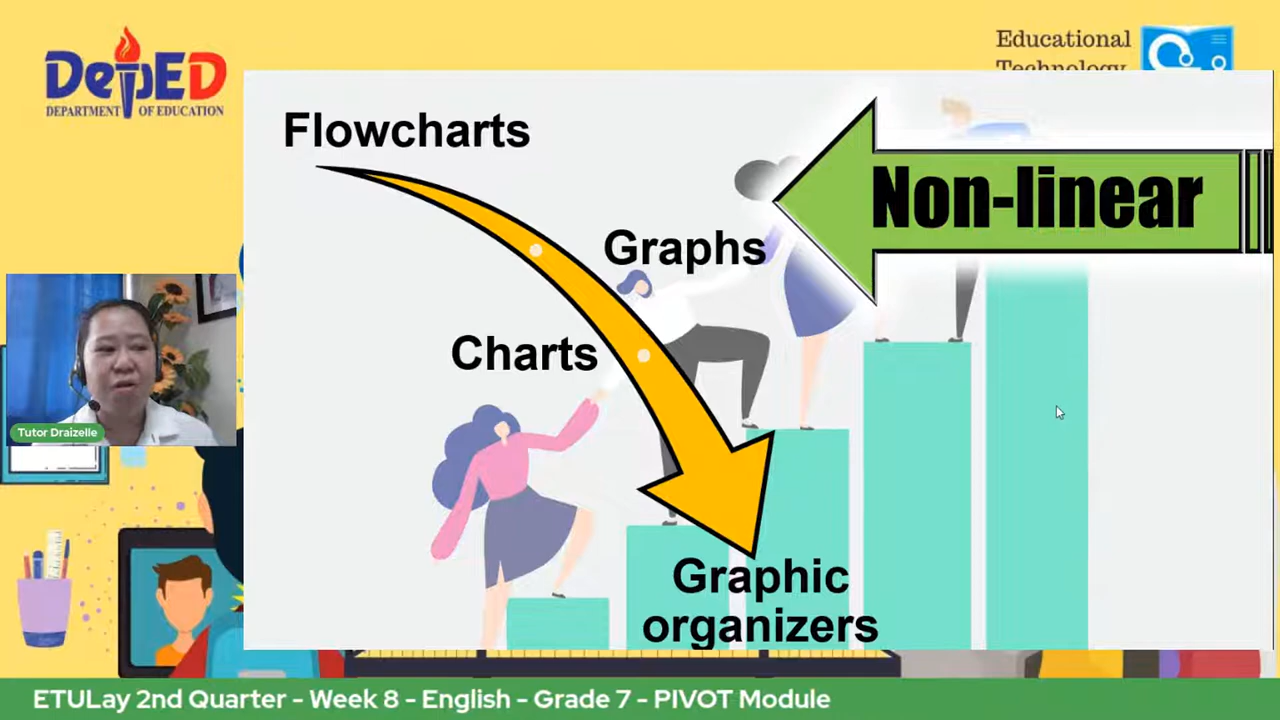 DepED
DEPARTMENT OF EDUCATION
Educational
Technology
Flowcharts
Non-linear
Graphs
Charts
Tutor Draizelle
Graphic
organizers
ETULay 2nd Quarter - Week 8 - English - Grade 7 - PIVOT Module